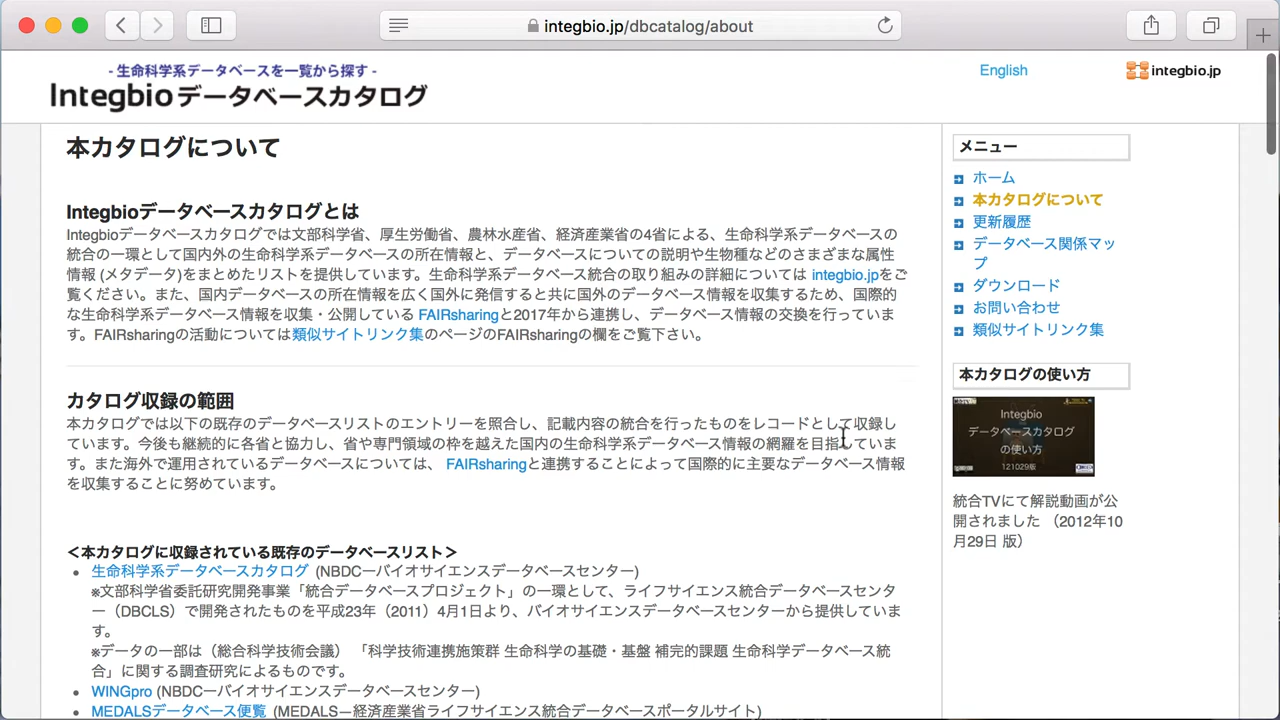 integbio.jp/dbcatalog/about
- 生命科学系データベースを一覧から探す -
Integbioデータベースカタログ
English
integbio.jp
本カタログについて
Integbioデータベースカタログとは
Integbioデータベースカタログでは文部科学省、厚生労働省、農林水産省、経済産業省の4省による、生命科学系データベースの
統合の一環として国内外の生命科学系データベースの所在情報と、データベースについての説明や生物種などのさまざまな属性
情報 (メタデータ)をまとめたリストを提供しています。生命科学系データベース統合の取り組みの詳細については integbio.jpをご
覧ください。また、国内データベースの所在情報を広く国外に発信すると共に国外のデータベース情報を収集するため、国際的
な生命科学系データベース情報を収集・公開している FAIRsharingと2017年から連携し、データベース情報の交換を行っていま
す。FAIRsharingの活動については類似サイトリンク集のページのFAIRsharingの欄をご覧下さい。
カタログ収録の範囲
本カタログでは以下の既存のデータベースリストのエントリーを照合し、記載内容の統合を行ったものをレコードとして収録し
ています。今後も継続的に各省と協力し、省や専門領域の枠を越えた国内の生命科学系データベース情報の網羅を目指していま
す。また海外で運用されているデータベースについては、 FAIRsharingと連携することによって国際的に主要なデータベース情報
を収集することに努めています。
＜本カタログに収録されている既存のデータベースリスト＞
• 生命科学系データベースカタログ (NBDCーバイオサイエンスデータベースセンター)
※文部科学省委託研究開発事業「統合データベースプロジェクト」の一環として、ライフサイエンス統合データベースセンタ
ー（DBCLS）で開発されたものを平成23年（2011）4月1日より、バイオサイエンスデータベースセンターから提供していま
す。
※データの一部は（総合科学技術会議） 「科学技術連携施策群 生命科学の基礎・基盤 補完的課題 生命科学データベース統
合」に関する調査研究によるものです。
• WINGpro (NBDCーバイオサイエンスデータベースセンター)
• MEDALSデータベース便覧 (MEDALS—経済産業省ライフサイエンス統合データベースポータルサイト)
メニュー
ホーム
本カタログについて
更新履歴
データベース関係マッ
プ
ダウンロード
お問い合わせ
類似サイトリンク集
本カタログの使い方
Integbio
データベースカタログ
の使い方
121029版
統合TVにて解説動画が公
開されました （2012年10
月29日 版）